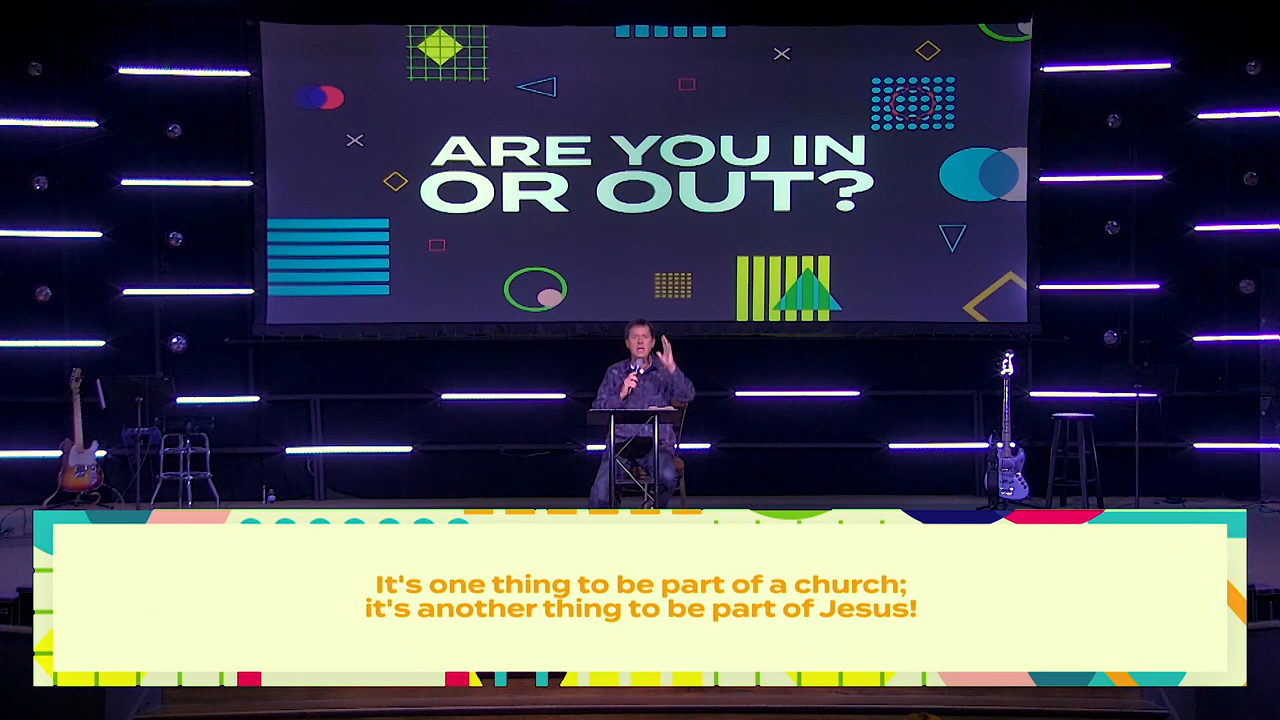 ARE YOU IN
OR OUT?
It's one thing to be part of a church;
it's another thing to be part of Jesus!